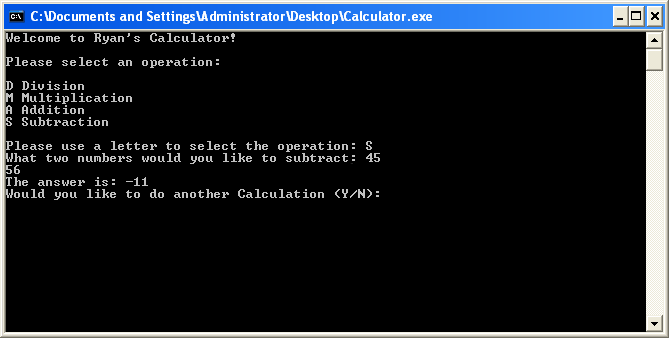 C:\Documents and Settings\Administrator\Desktop\Calculator.exe
Welcome to Ryan's Calculator!
Please select an operation:
D Division
M Multiplication
A Addition
S Subtraction
Please use a letter to select the operation: S
What two numbers would you like to subtract: 45
56
The answer is: -11
Would you like to do another Calculation (Y/N):